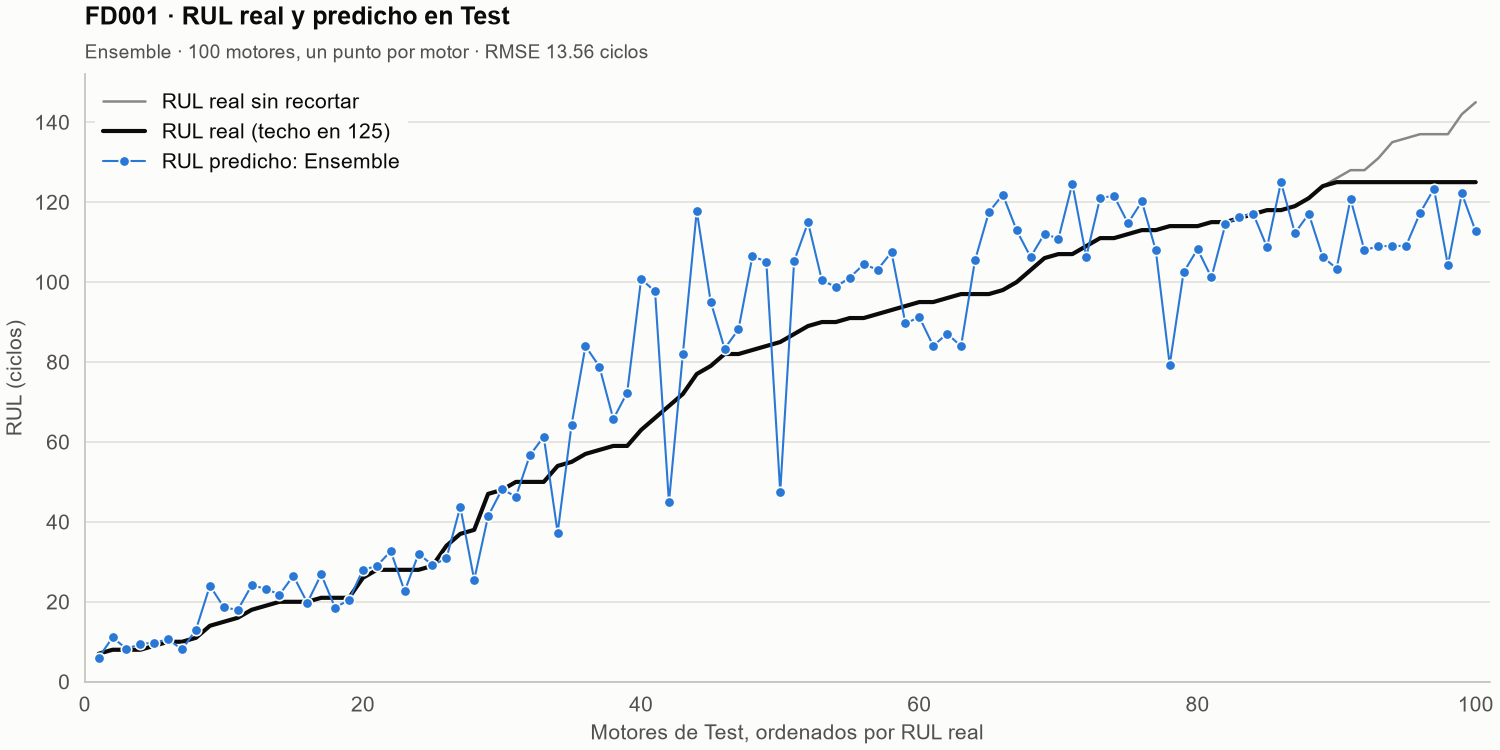 FD001 · RUL real y predicho en Test
Ensemble · 100 motores, un punto por motor · RMSE 13.56 ciclos
RUL real sin recortar
RUL real (techo en 125)
RUL predicho: Ensemble
RUL (ciclos)
140
120
100
80
60
40
20
0
0 20 40 60 80 100
Motores de Test, ordenados por RUL real